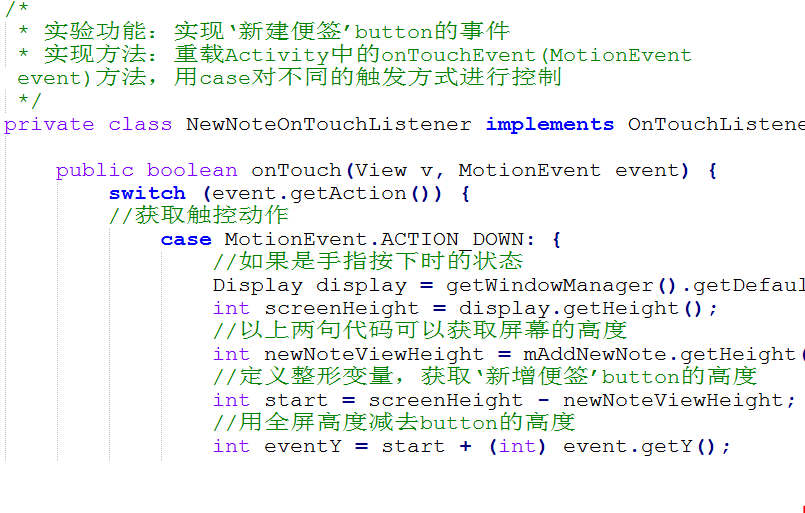 /*
* 实验功能：实现‘新建便签’button的事件
* 实现方法：重载Activity中的onTouchEvent(MotionEvent
event)方法，用case对不同的触发方式进行控制
*/
private class NewNoteOnTouchListener implements OnTouchListene
public boolean onTouch(View v, MotionEvent event) {
switch (event.getAction()) {
//获取触控动作
case MotionEvent.ACTION_DOWN: {
//如果是手指按下时的状态
Display display = getWindowManager().getDefaul
int screenHeight = display.getHeight();
//以上两句代码可以获取屏幕的高度
int newNoteViewHeight = mAddNewNote.getHeight(
//定义整形变量，获取‘新增便签’button的高度
int start = screenHeight - newNoteViewHeight;
//用全屏高度减去button的高度
int eventY = start + (int) event.getY();